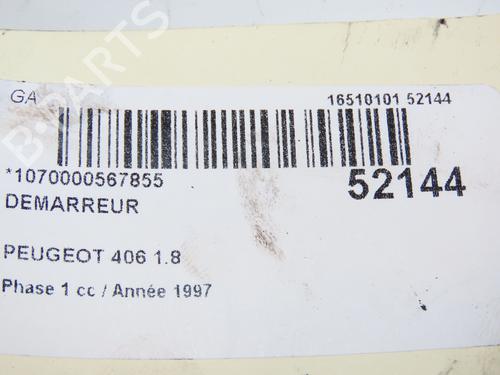 B-PARTS
GA
16510101 52144
*1070000567855
52144
DEMARREUR
PEUGEOT 406 1.8
Phase 1 cc / Année 1997